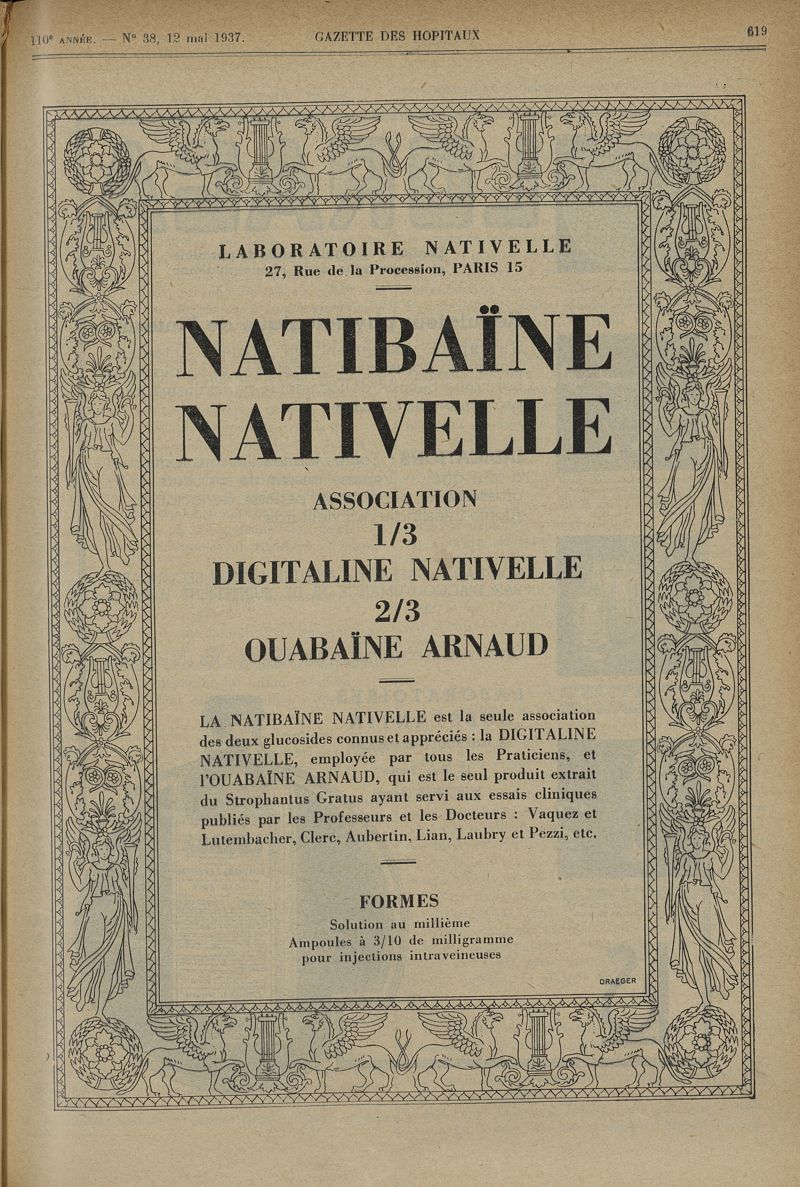 110e ANNÉE. — N° 38, 12 mai 1937. GAZETTE DES HOPITAUX 619
LABORATOIRE NATIVELLE
27, Rue de la Procession, PARIS 15
NATIBAÏNE
NATIVELLE
ASSOCIATION
1/3
DIGITALINE NATIVELLE
2/3
OUABAÏNE ARNAUD
LA NATIBAÏNE NATIVELLE est la seule association
des deux glucosides connus et appréciés : la DIGITALINE
NATIVELLE, employée par tous les Praticiens, et
l'OUABAÏNE ARNAUD, qui est le seul produit extrait
du Strophantus Gratus ayant servi aux essais cliniques
publiés par les Professeurs et les Docteurs : Vaquez et
Lutembacher, Clerc, Aubertin, Lian, Laubry et Pezzi, etc.
FORMES
Solution au millième
Ampoules à 3/10 de milligramme
pour injections intraveineuses
DRAEGER